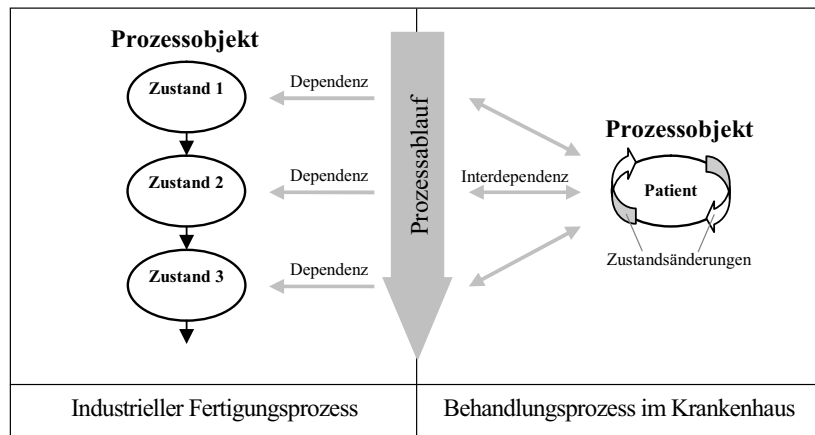 Prozessobjekt
Zustand 1
Zustand 2
Zustand 3
Dependenz
Dependenz
Dependenz
Prozessablauf
Interdependenz
Prozessobjekt
Patient
Zustandsänderungen
Industrieller Fertigungsprozess
Behandlungsprozess im Krankenhaus